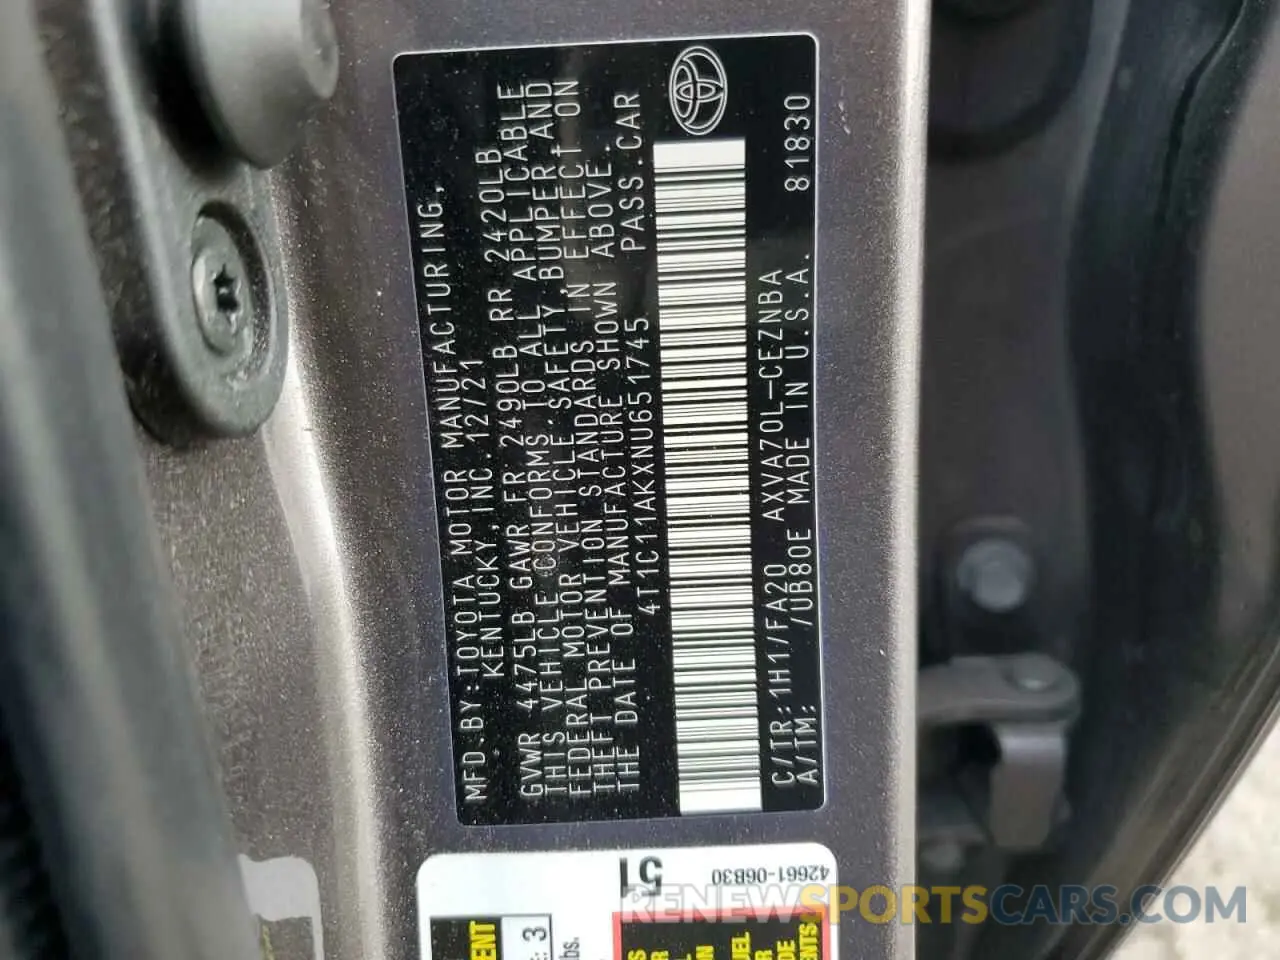 MFD.BY:TOYOTA MOTOR MANUFACTURING,
KENTUCKY, INC. 12/21
GVWR 4475LB GAWR FR 2490LB RR 2420LB
THIS VEHICLE CONFORMS TO ALL APPLICABLE
FEDERAL MOTOR VEHICLE SAFETY, BUMPER AND
THEFT PREVENTION STANDARDS IN EFFECT ON
THE DATE OF MANUFACTURE SHOWN ABOVE.
4T1C11AKXNU651745 PASS.CAR
C/TR:1H1/FA20 AXVA70L-CEZNBA
A/TM: /UB80E MADE IN U.S.A. 81830
51
42661-06B30
3
lbs.
RENEWSPORTSCARS.COM